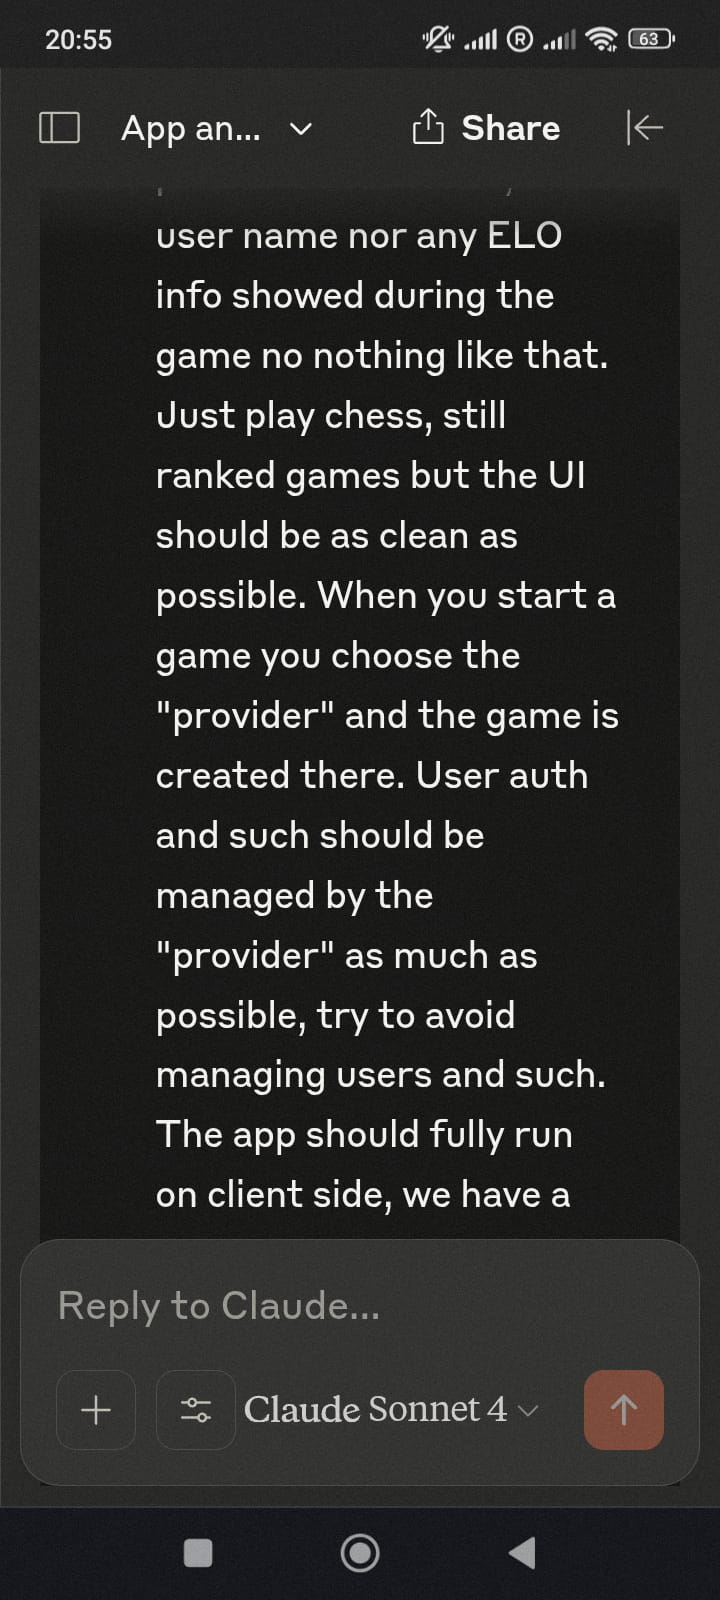 20:55
R
63
App an...
Share
user name nor any ELO
info showed during the
game no nothing like that.
Just play chess, still
ranked games but the UI
should be as clean as
possible. When you start a
game you choose the
"provider" and the game is
created there. User auth
and such should be
managed by the
"provider" as much as
possible, try to avoid
managing users and such.
The app should fully run
on client side, we have a
Reply to Claude...
Claude Sonnet 4